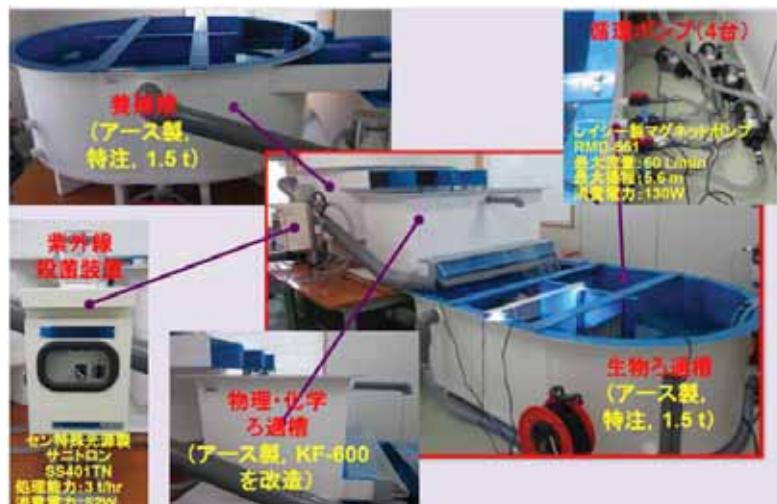 養殖槽
(アース製,
特注, 1.5 t)
循環ポンプ(4台)
レイシー製マグネットポンプ
RMD-561
最大流量:60 L/min
最大揚程:5.6 m
消費電力:130W
紫外線
殺菌装置
セン特殊光源製
サニトロン
SS401TN
処理能力:3 t/hr
消費電力:52W
物理・化学
ろ過槽
(アース製, KF-600
を改造)
生物ろ過槽
(アース製,
特注, 1.5 t)